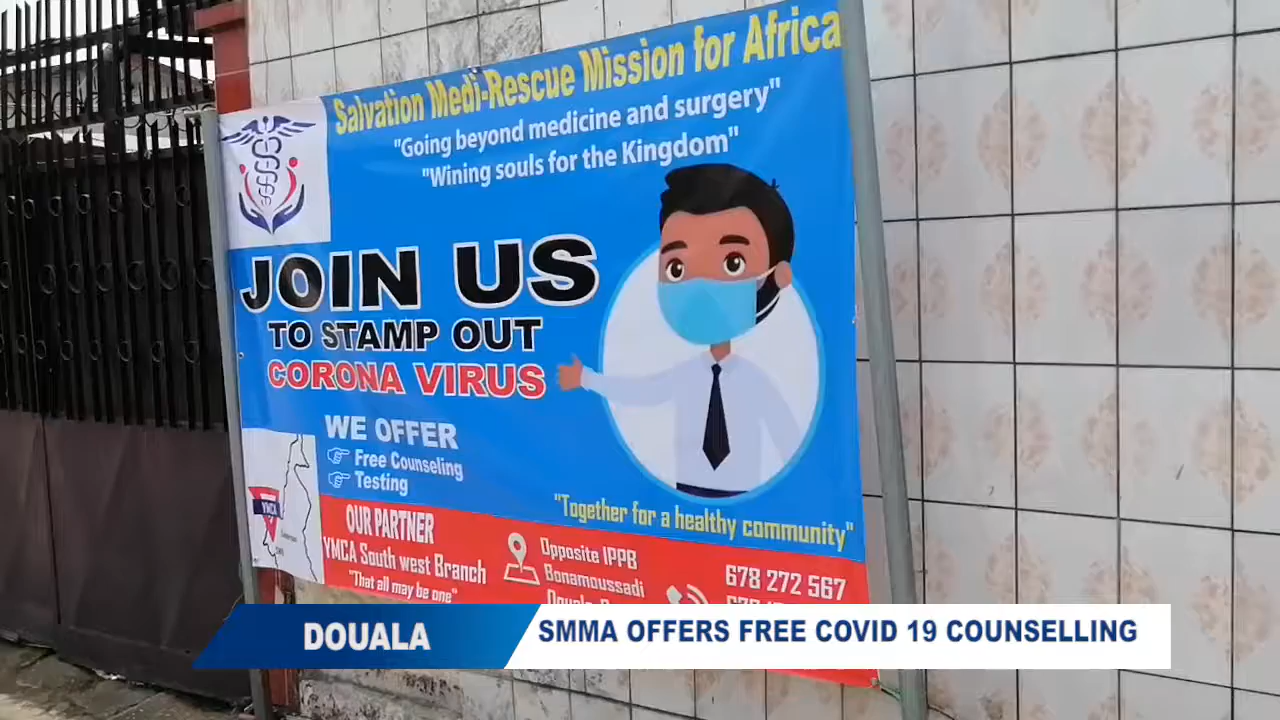 Salvation Medi-Rescue Mission for Africa
"Going beyond medicine and surgery"
"Wining souls for the Kingdom"
JOIN US
TO STAMP OUT
CORONA VIRUS
WE OFFER
Free Counseling
Testing
"Together for a healthy community"
YMCA
OUR PARTNER
YMCA South west Branch
"That all may be one"
Opposite IPPB
Bonamoussadi
678 272 567
DOUALA
SMMA OFFERS FREE COVID 19 COUNSELLING